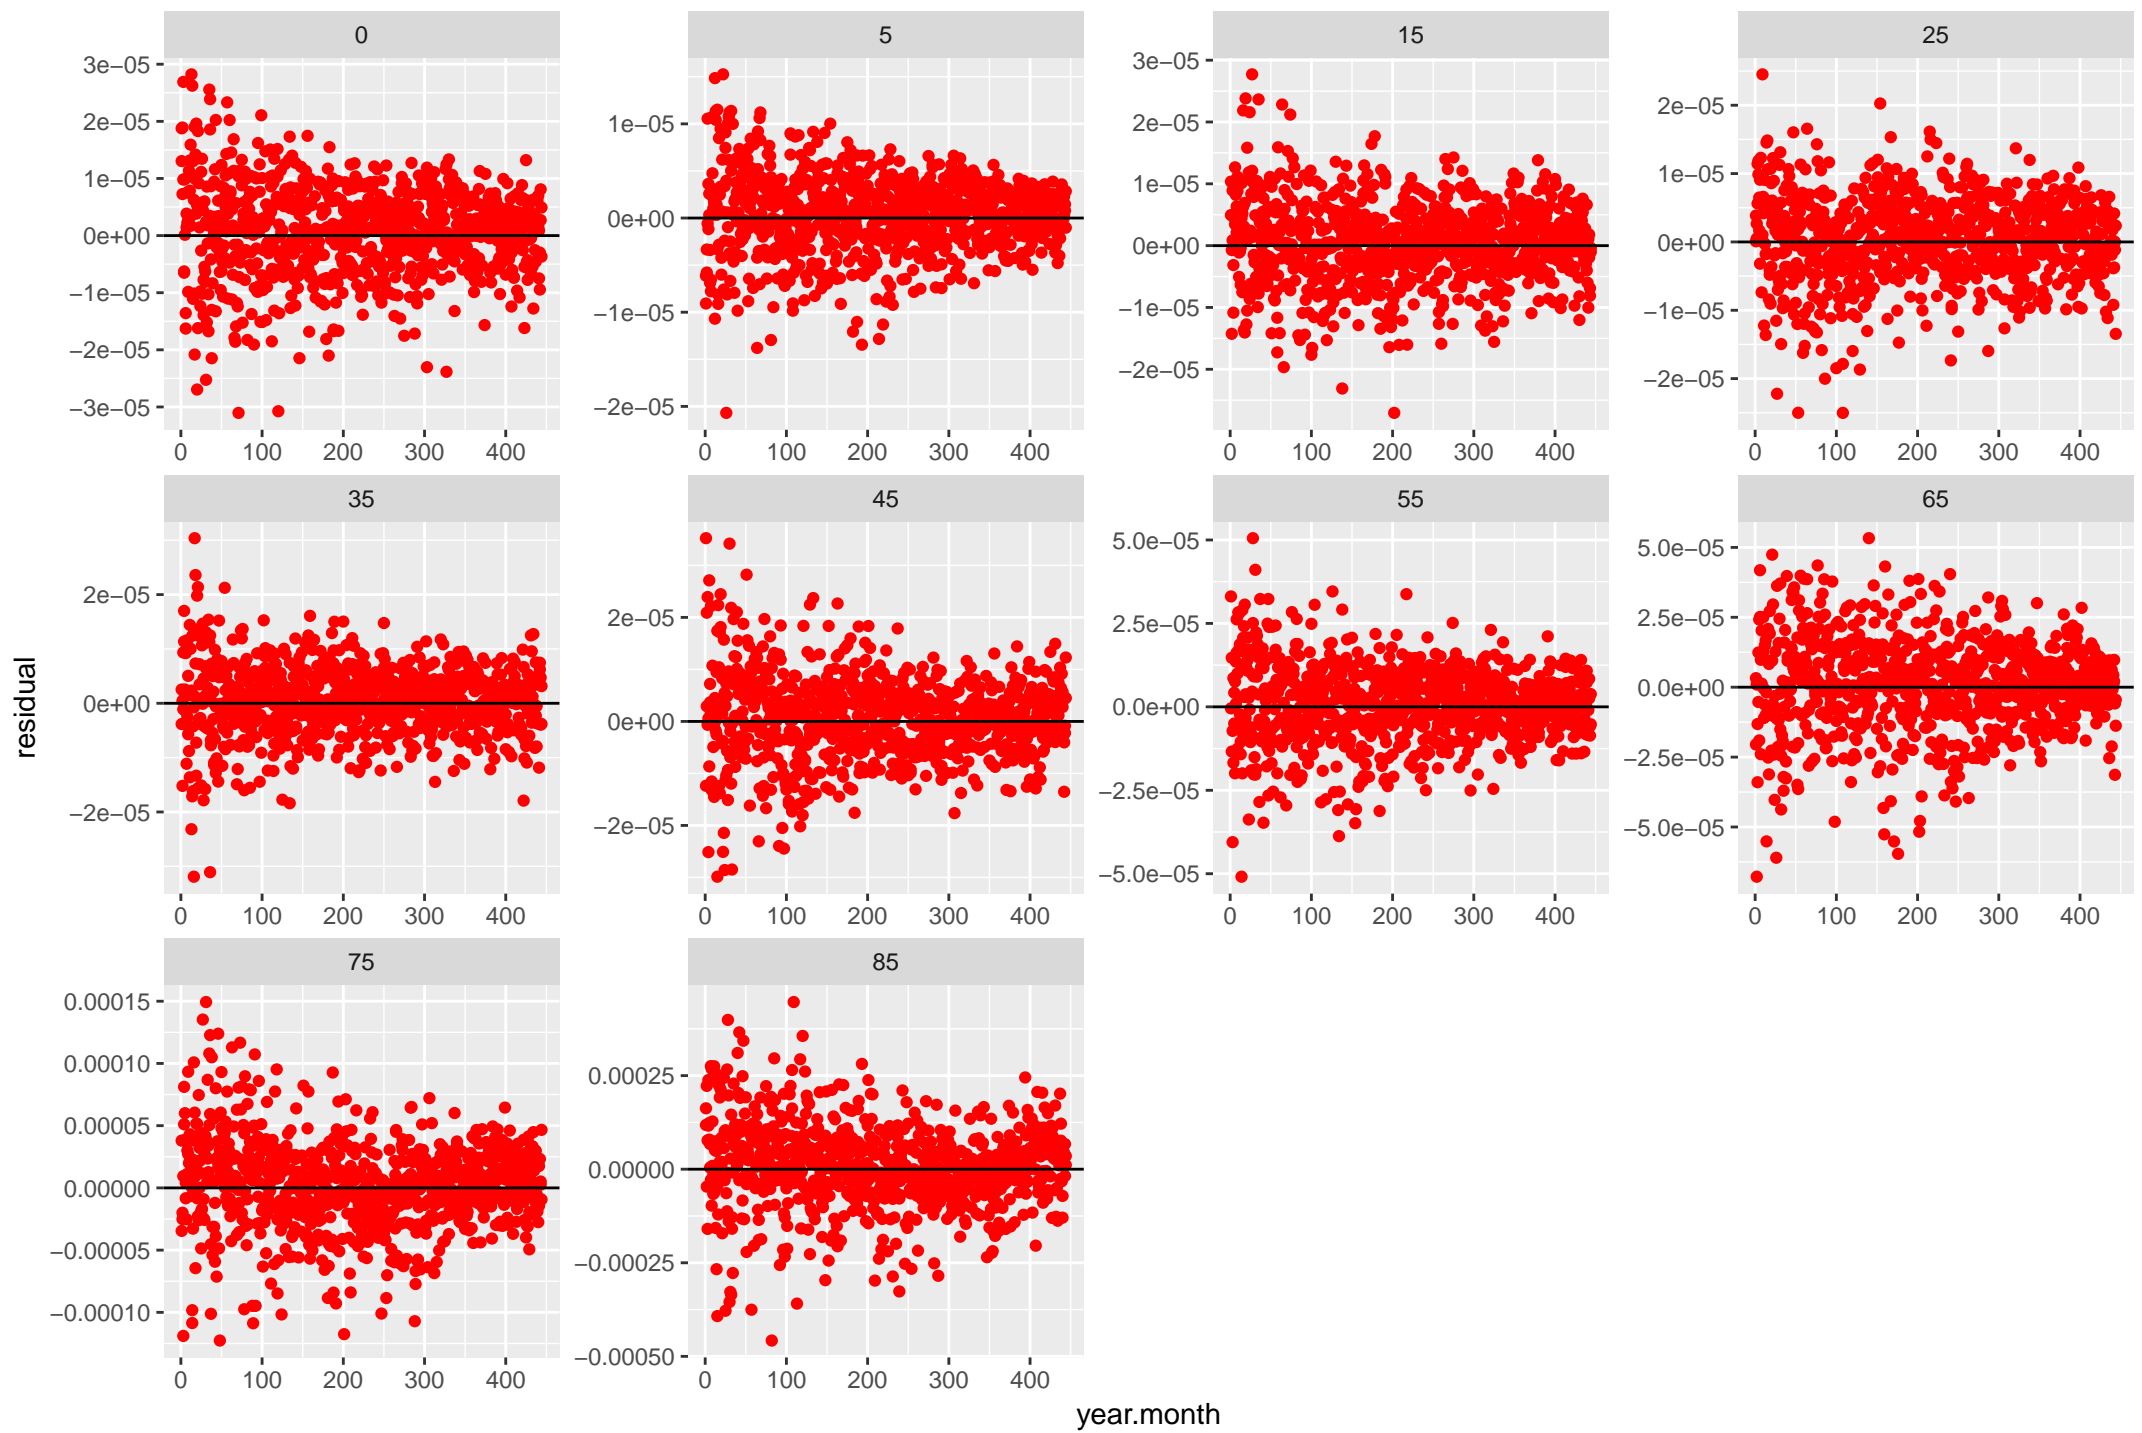 0 5 15 25
3e−05
2e−05
1e−05
0e+00
−1e−05
−2e−05
−3e−05
0 100 200 300 400
1e−05
0e+00
−1e−05
−2e−05
0 100 200 300 400
3e−05
2e−05
1e−05
0e+00
−1e−05
−2e−05
0 100 200 300 400
2e−05
1e−05
0e+00
−1e−05
−2e−05
0 100 200 300 400
35 45 55 65
2e−05
0e+00
−2e−05
0 100 200 300 400
2e−05
0e+00
−2e−05
0 100 200 300 400
5.0e−05
2.5e−05
0.0e+00
−2.5e−05
−5.0e−05
0 100 200 300 400
5.0e−05
2.5e−05
0.0e+00
−2.5e−05
−5.0e−05
0 100 200 300 400
75 85
0.00015
0.00010
0.00005
0.00000
−0.00005
−0.00010
0 100 200 300 400
0.00025
0.00000
−0.00025
−0.00050
0 100 200 300 400
residual
year.month